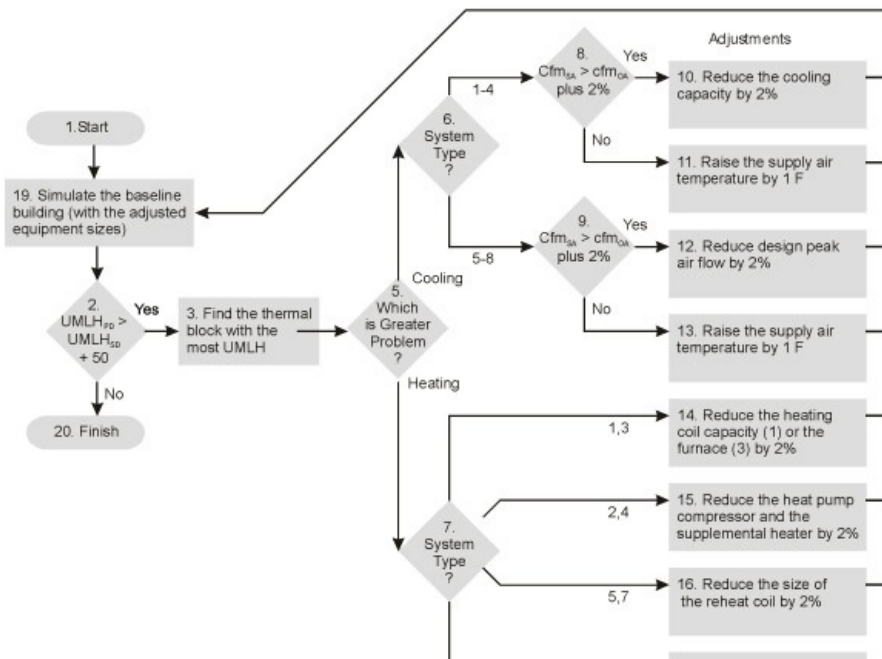 Adjustments
1.Start
19. Simulate the baseline
building (with the adjusted
equipment sizes)
2.
UMLHPD >
UMLHSD
+ 50
Yes
No
20. Finish
3. Find the thermal
block with the
most UMLH
5.
Which
is Greater
Problem
?
Cooling
Heating
6.
System
Type
?
1-4
5-8
8.
CfmSA > cfmOA
plus 2%
Yes
No
10. Reduce the cooling
capacity by 2%
11. Raise the supply air
temperature by 1 F
9.
CfmSA > cfmOA
plus 2%
Yes
No
12. Reduce design peak
air flow by 2%
13. Raise the supply air
temperature by 1 F
7.
System
Type
?
1,3
14. Reduce the heating
coil capacity (1) or the
furnace (3) by 2%
2,4
15. Reduce the heat pump
compressor and the
supplemental heater by 2%
5,7
16. Reduce the size of
the reheat coil by 2%